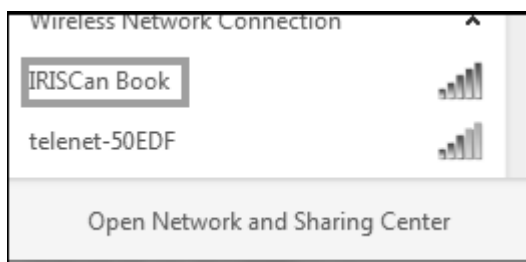 Wireless Network Connection
IRISCan Book
telenet-50EDF
Open Network and Sharing Center